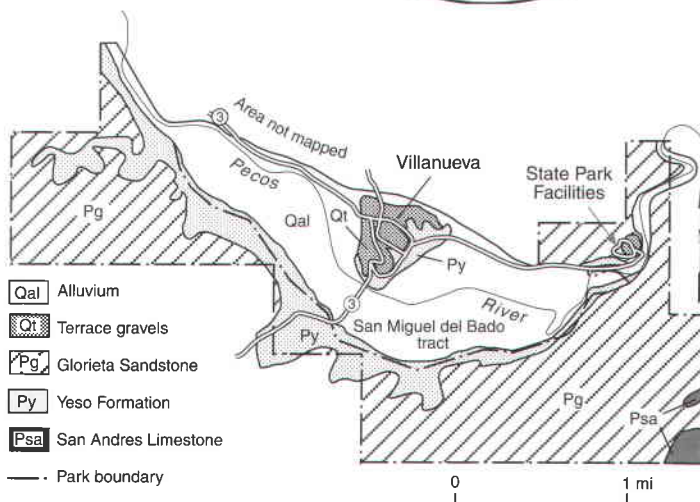 3
Area not mapped
Villanueva
Pecos
State Park
Facilities
Pg
Qal
Qt
Py
3
River
San Miguel del Bado
tract
Py
Pg
Psa
Qal Alluvium
Qt Terrace gravels
Pg Glorieta Sandstone
Py Yeso Formation
Psa San Andres Limestone
Park boundary
0 1 mi